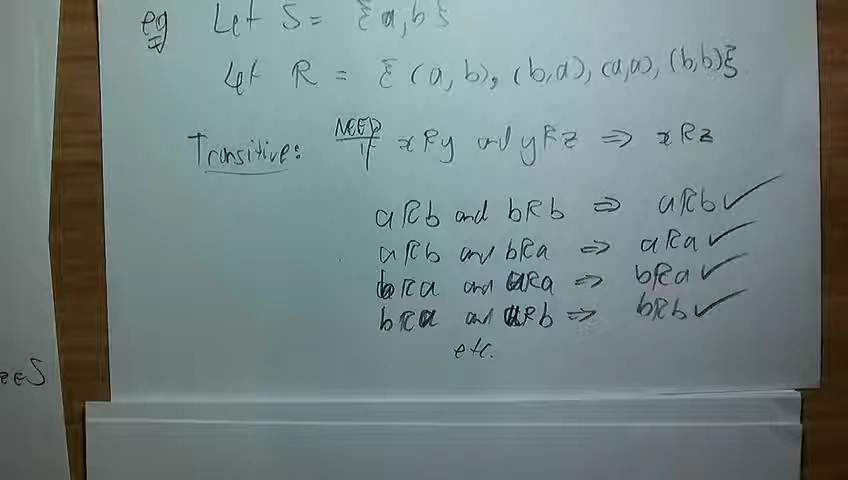 eg Let S = {a,b}
Let R = {(a,b), (b,a), (a,a), (b,b)}
Transitive: NEED if xRy and yRz ⇒ xRz
aRb and bRb ⇒ aRb ✓
aRb and bRa ⇒ aRa ✓
bRa and aRa ⇒ bRa ✓
bRa and aRb ⇒ bRb ✓
etc.
z∈S